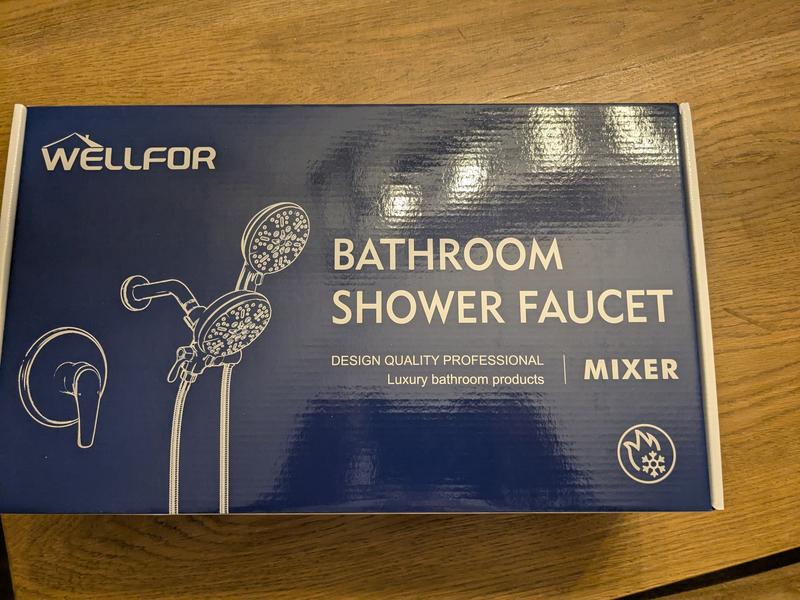 WELLFOR
BATHROOM
SHOWER FAUCET
DESIGN QUALITY PROFESSIONAL
Luxury bathroom products
MIXER